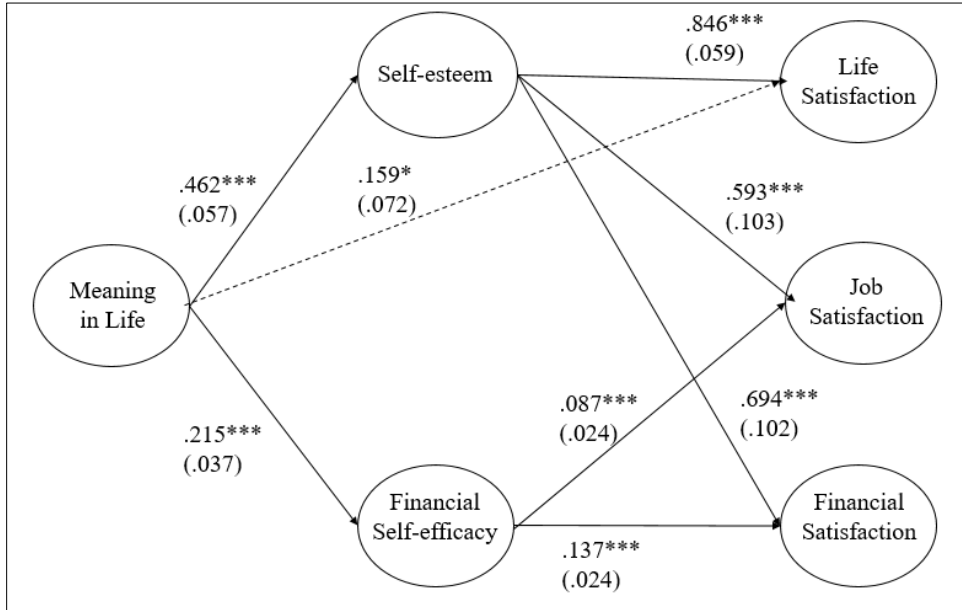 .846***
(.059)
Self-esteem
Life
Satisfaction
.462***
(.057)
.159*
(.072)
.593***
(.103)
Meaning
in Life
Job
Satisfaction
.215***
(.037)
.087***
(.024)
.694***
(.102)
Financial
Self-efficacy
Financial
Satisfaction
.137***
(.024)